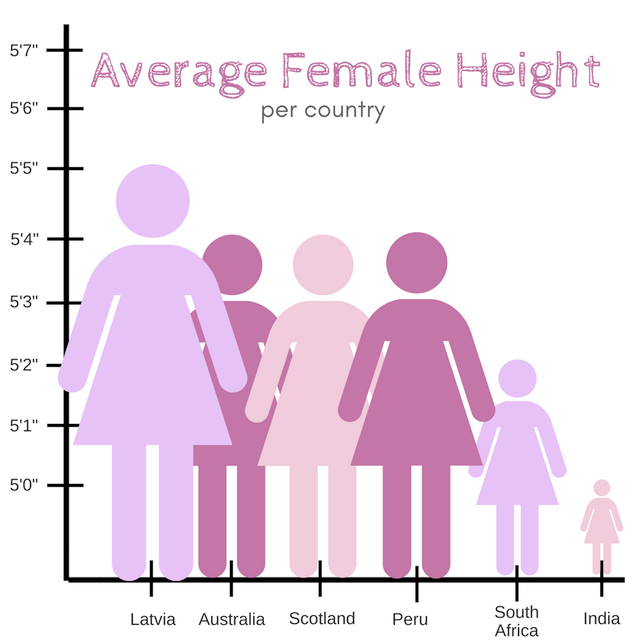 Average Female Height
per country
5'7"
5'6"
5'5"
5'4"
5'3"
5'2"
5'1"
5'0"
Latvia
Australia
Scotland
Peru
South
Africa
India